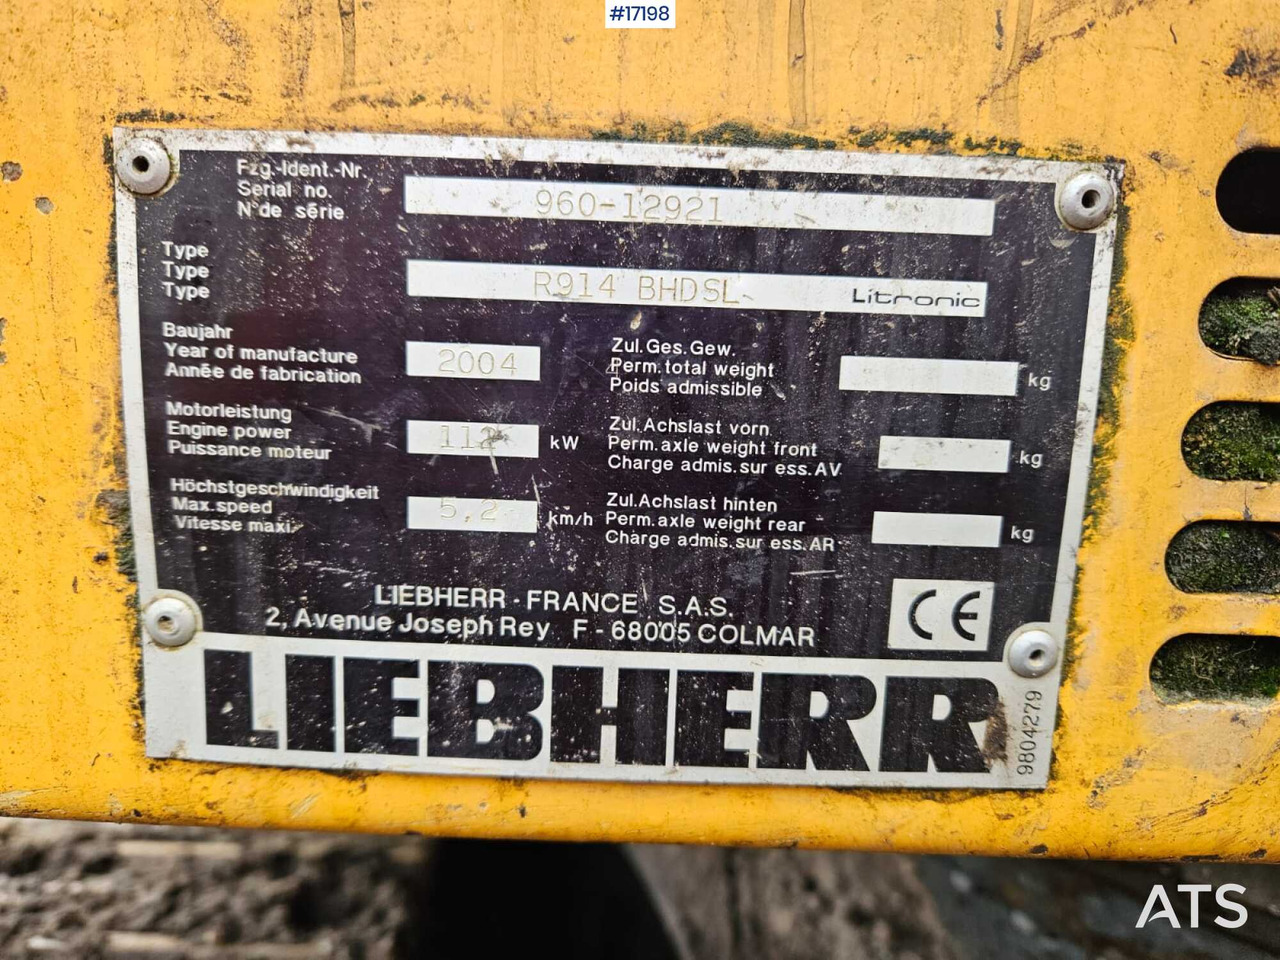 #17198
Fzg.-Ident.-Nr.
Serial no.
N°de série
960-12921
Type
Type
Type
R914 BHDSL Litronic
Baujahr
Year of manufacture
Année de fabrication
2004
Zul.Ges.Gew.
Perm.total weight
Poids admissible
kg
Motorleistung
Engine power
Puissance moteur
112 kW
Zul.Achslast vorn
Perm.axle weight front
Charge admis.sur ess.AV
kg
Höchstgeschwindigkeit
Max.speed
Vitesse maxi.
5,2 km/h
Zul.Achslast hinten
Perm.axle weight rear
Charge admis.sur ess.AR
kg
LIEBHERR - FRANCE S.A.S.
2, Avenue Joseph Rey F - 68005 COLMAR
CE
LIEBHERR
9804279
ATS